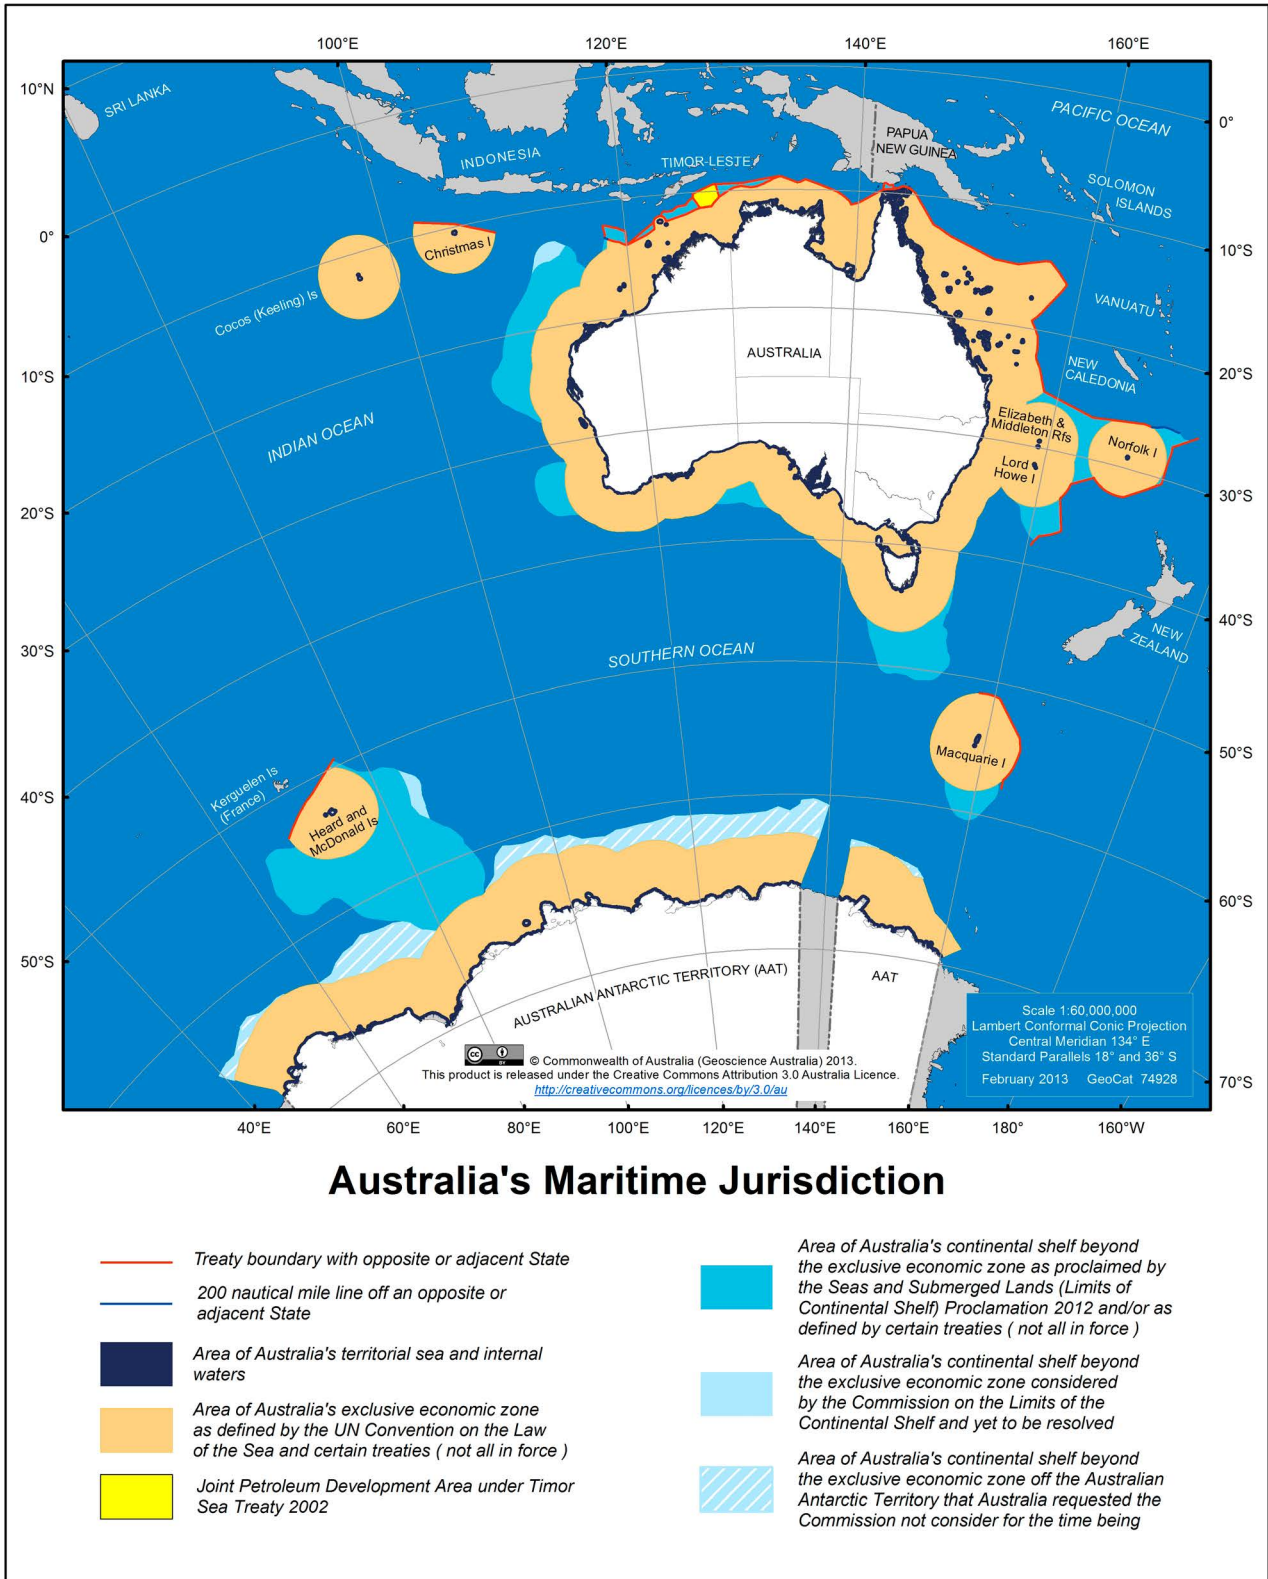 100°E
120°E
140°E
160°E
10°N
SRI LANKA
PACIFIC OCEAN
0°
PAPUA
NEW GUINEA
INDONESIA
TIMOR-LESTE
SOLOMON
ISLANDS
0°
Christmas I
10°S
Cocos (Keeling) Is
VANUATU
AUSTRALIA
NEW
CALEDONIA
10°S
20°S
INDIAN OCEAN
Elizabeth &
Middleton Rfs
Norfolk I
Lord
Howe I
30°S
20°S
40°S
NEW
ZEALAND
30°S
SOUTHERN OCEAN
50°S
Macquarie I
Kerguelen Is
(France)
40°S
Heard and
McDonald Is
60°S
50°S
AUSTRALIAN ANTARCTIC TERRITORY (AAT)
AAT
Scale 1:60,000,000
Lambert Conformal Conic Projection
Central Meridian 134° E
Standard Parallels 18° and 36° S
February 2013 GeoCat 74928
70°S
cc BY
© Commonwealth of Australia (Geoscience Australia) 2013.
This product is released under the Creative Commons Attribution 3.0 Australia Licence.
http://creativecommons.org/licences/by/3.0/au
40°E
60°E
80°E
100°E
120°E
140°E
160°E
180°E
160°W
Australia's Maritime Jurisdiction
Treaty boundary with opposite or adjacent State
200 nautical mile line off an opposite or
adjacent State
Area of Australia's territorial sea and internal
waters
Area of Australia's exclusive economic zone
as defined by the UN Convention on the Law
of the Sea and certain treaties ( not all in force )
Joint Petroleum Development Area under Timor
Sea Treaty 2002
Area of Australia's continental shelf beyond
the exclusive economic zone as proclaimed by
the Seas and Submerged Lands (Limits of
Continental Shelf) Proclamation 2012 and/or as
defined by certain treaties ( not all in force )
Area of Australia's continental shelf beyond
the exclusive economic zone considered
by the Commission on the Limits of the
Continental Shelf and yet to be resolved
Area of Australia's continental shelf beyond
the exclusive economic zone off the Australian
Antarctic Territory that Australia requested the
Commission not consider for the time being